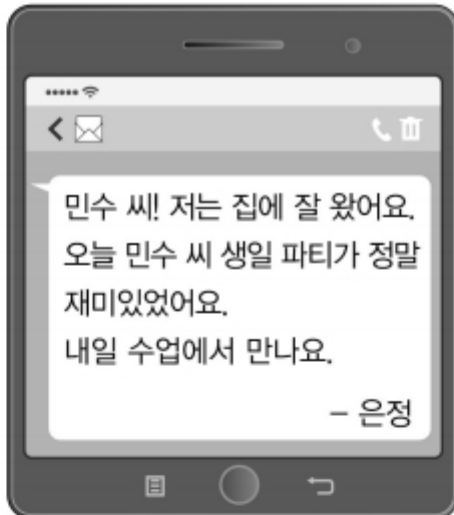 민수 씨! 저는 집에 잘 왔어요.
오늘 민수 씨 생일 파티가 정말
재미있었어요.
내일 수업에서 만나요.
– 은정